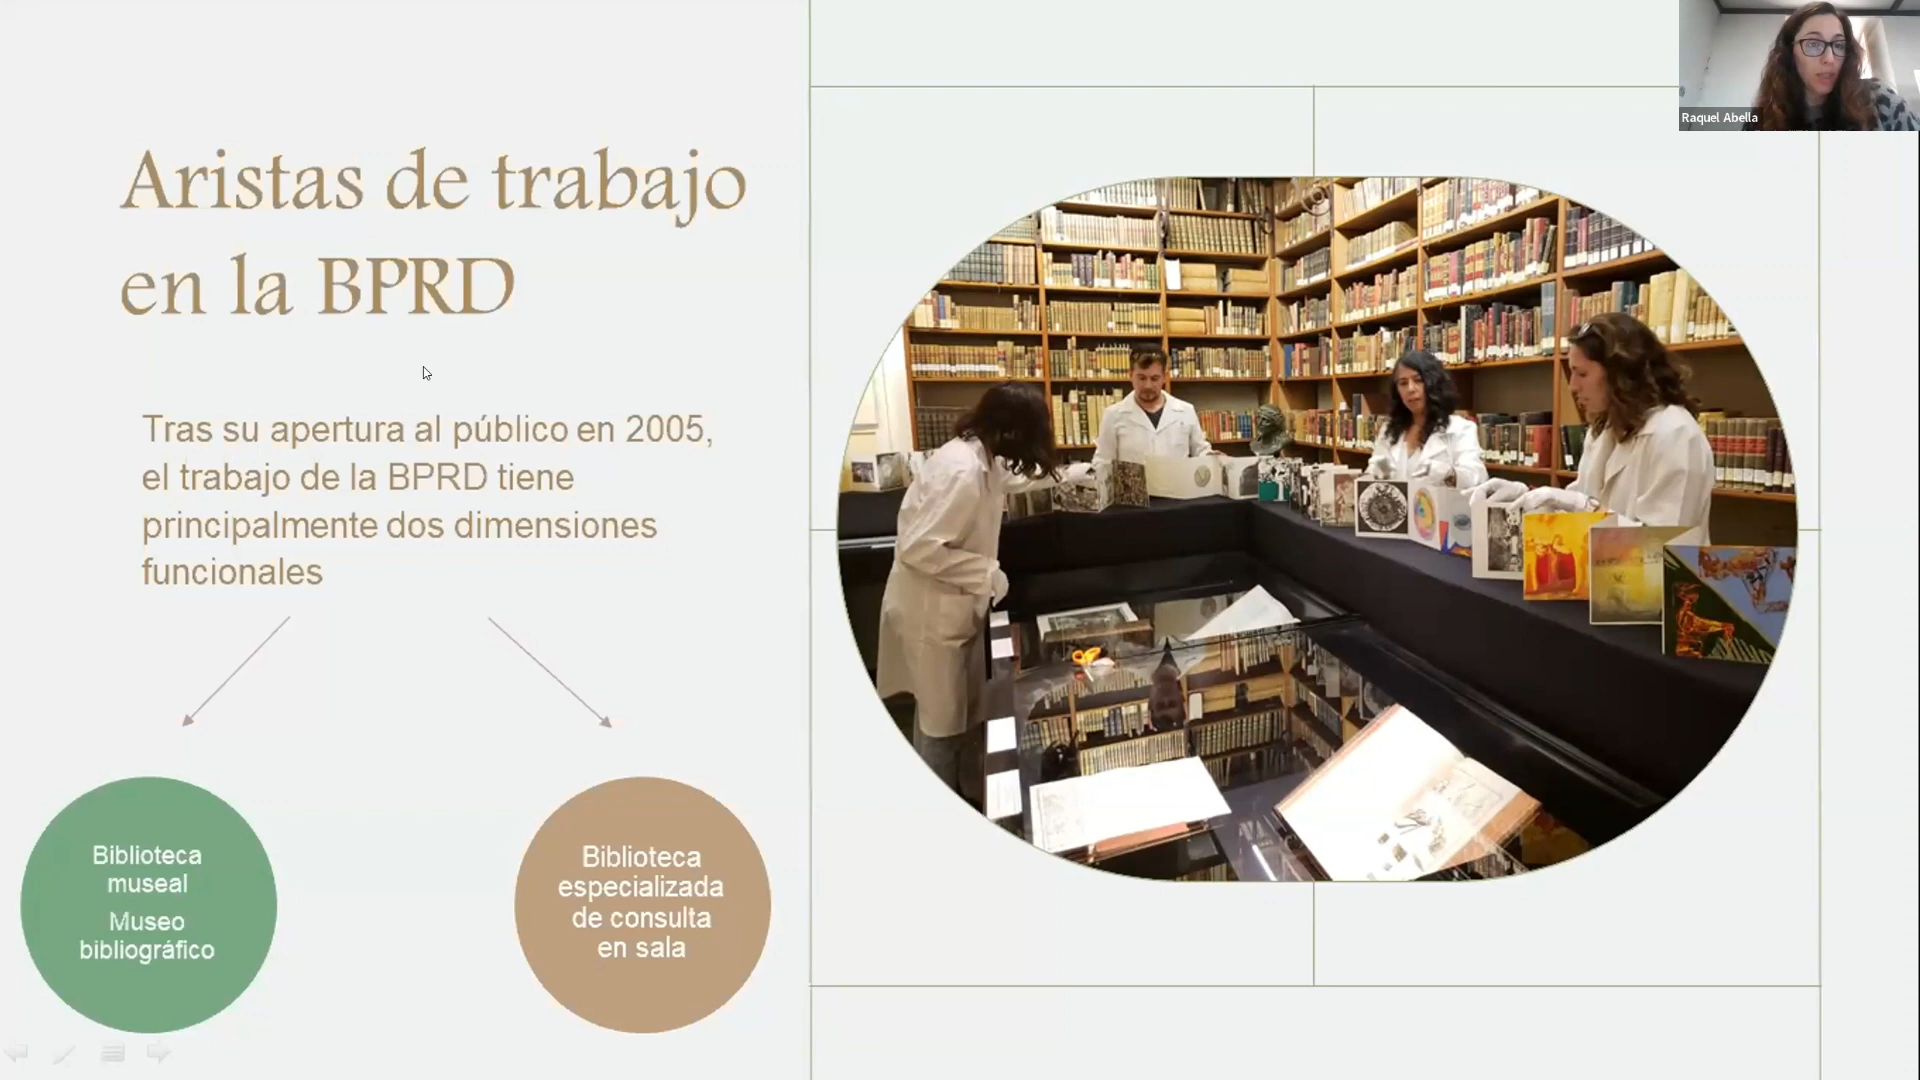 Aristas de trabajo
en la BPRD
Tras su apertura al público en 2005,
el trabajo de la BPRD tiene
principalmente dos dimensiones
funcionales
Biblioteca
museal
Museo
bibliográfico
Biblioteca
especializada
de consulta
en sala
Raquel Abella